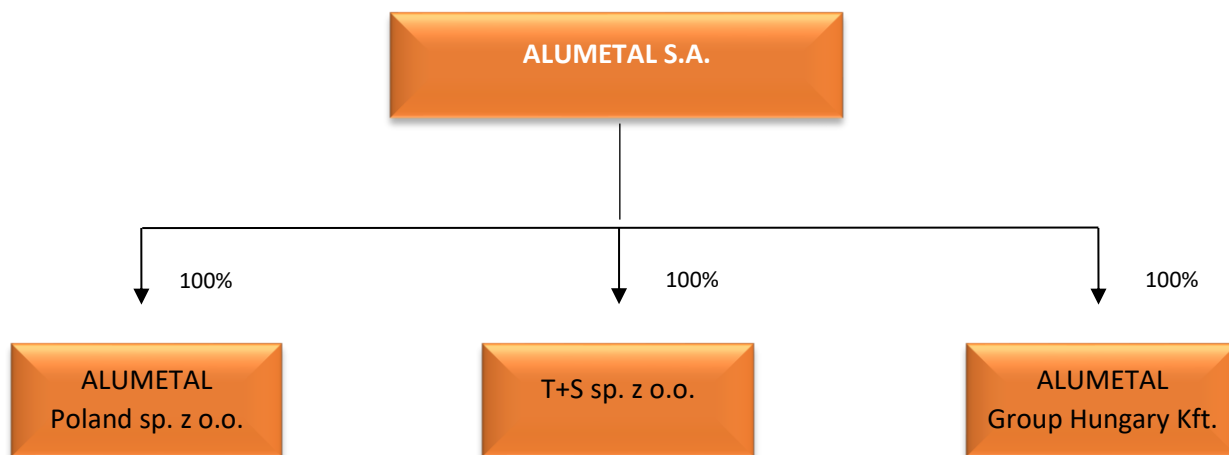 ALUMETAL S.A.
100%
100%
100%
ALUMETAL
Poland sp. z o.o.
T+S sp. z o.o.
ALUMETAL
Group Hungary Kft.